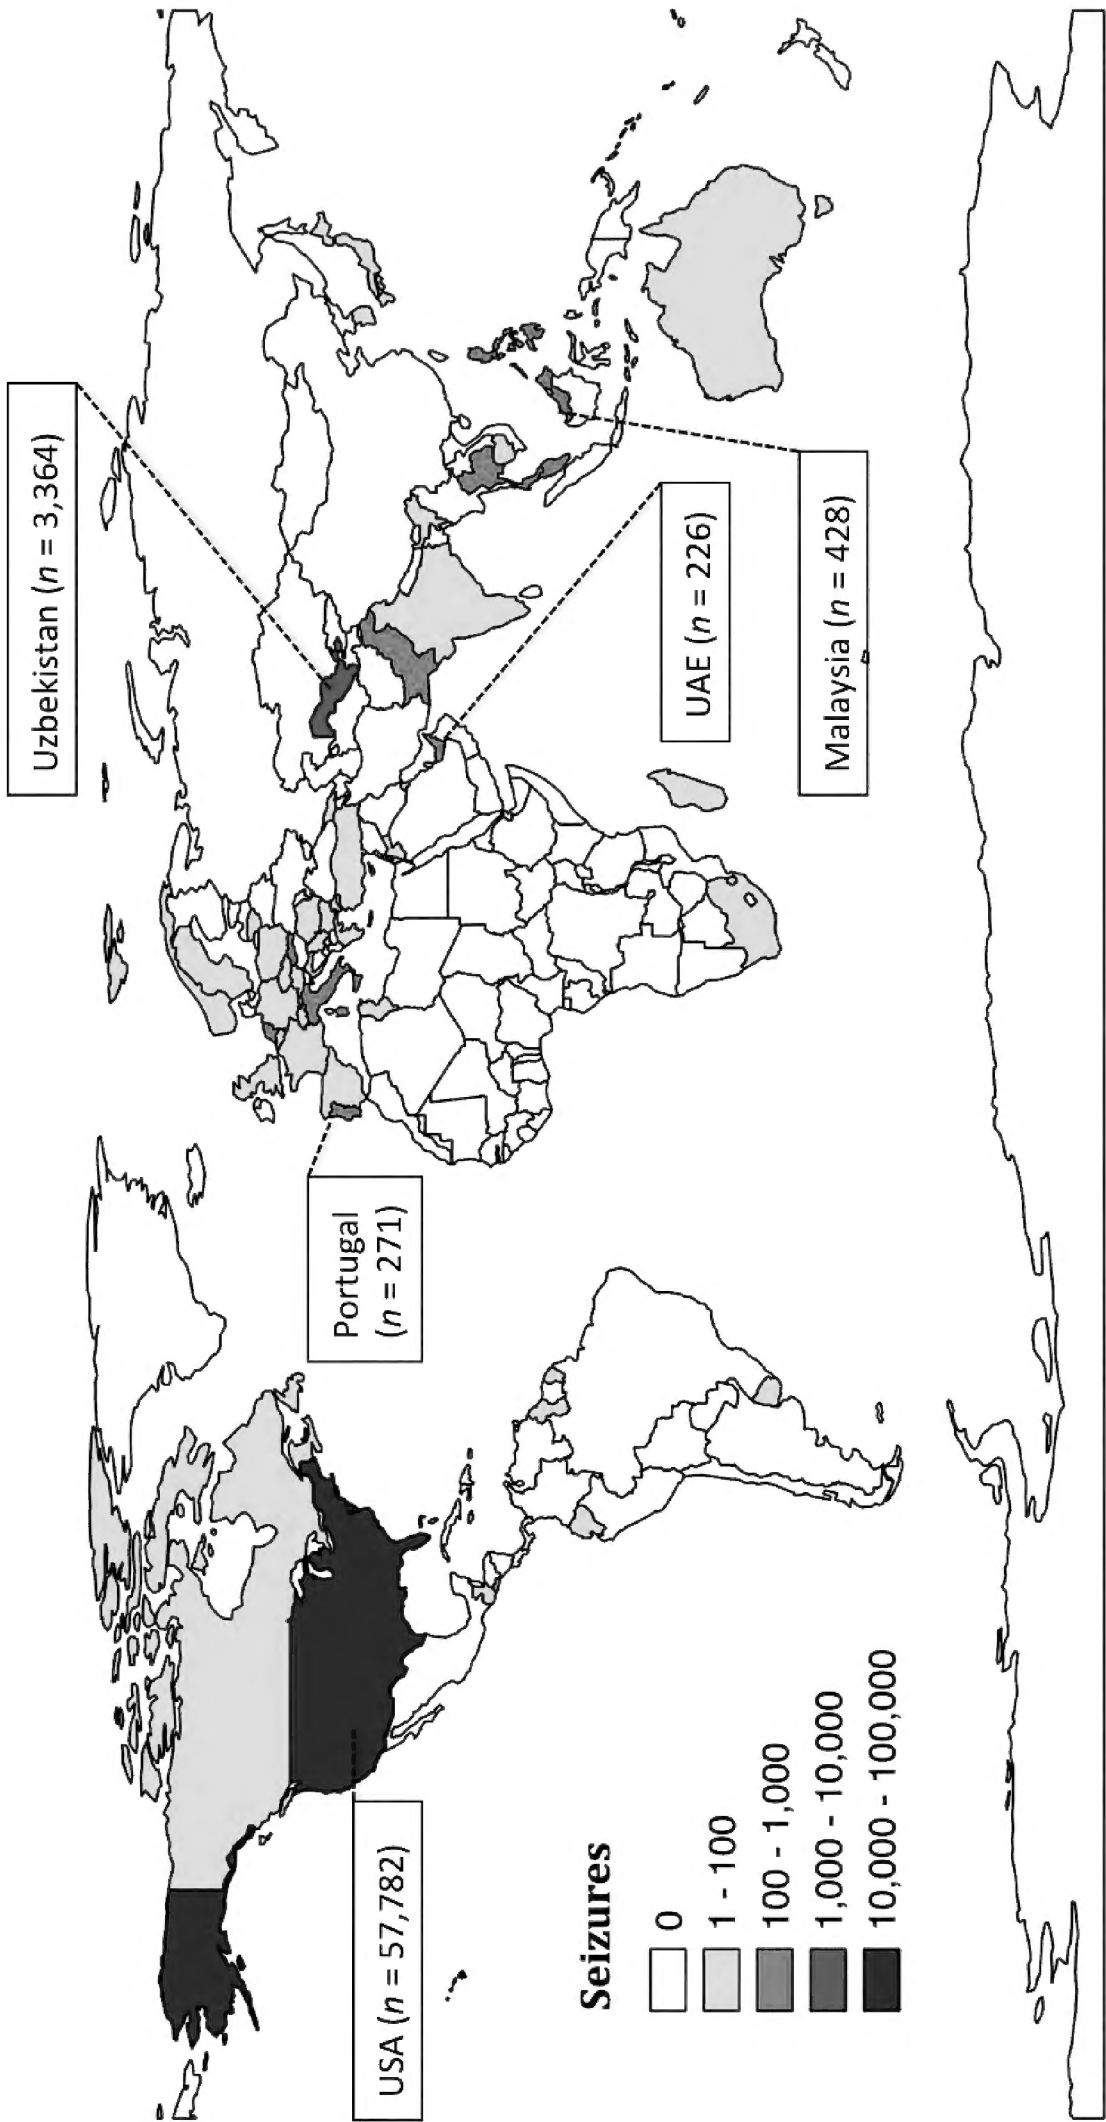 Uzbekistan (n = 3,364)
UAE (n = 226)
Malaysia (n = 428)
Portugal
(n = 271)
USA (n = 57,782)
Seizures
0
1 - 100
100 - 1,000
1,000 - 10,000
10,000 - 100,000